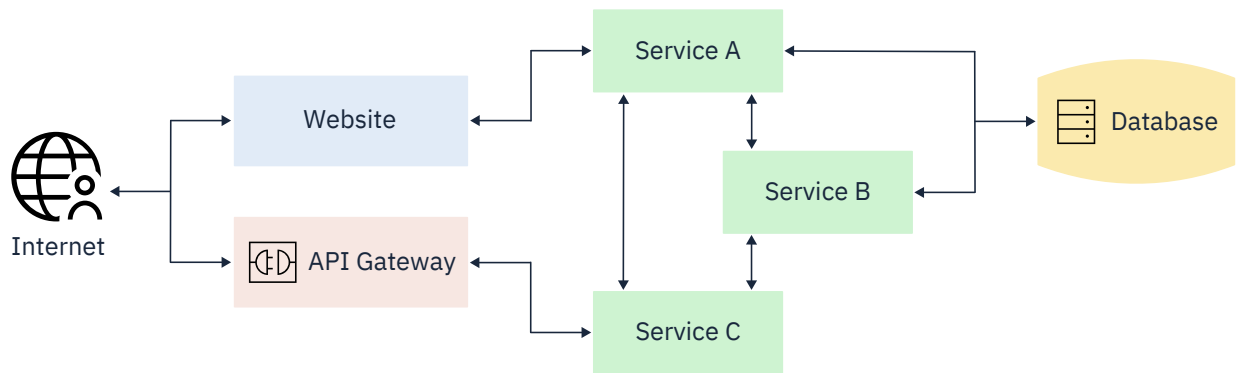 Internet
Website
API Gateway
Service A
Service B
Service C
Database